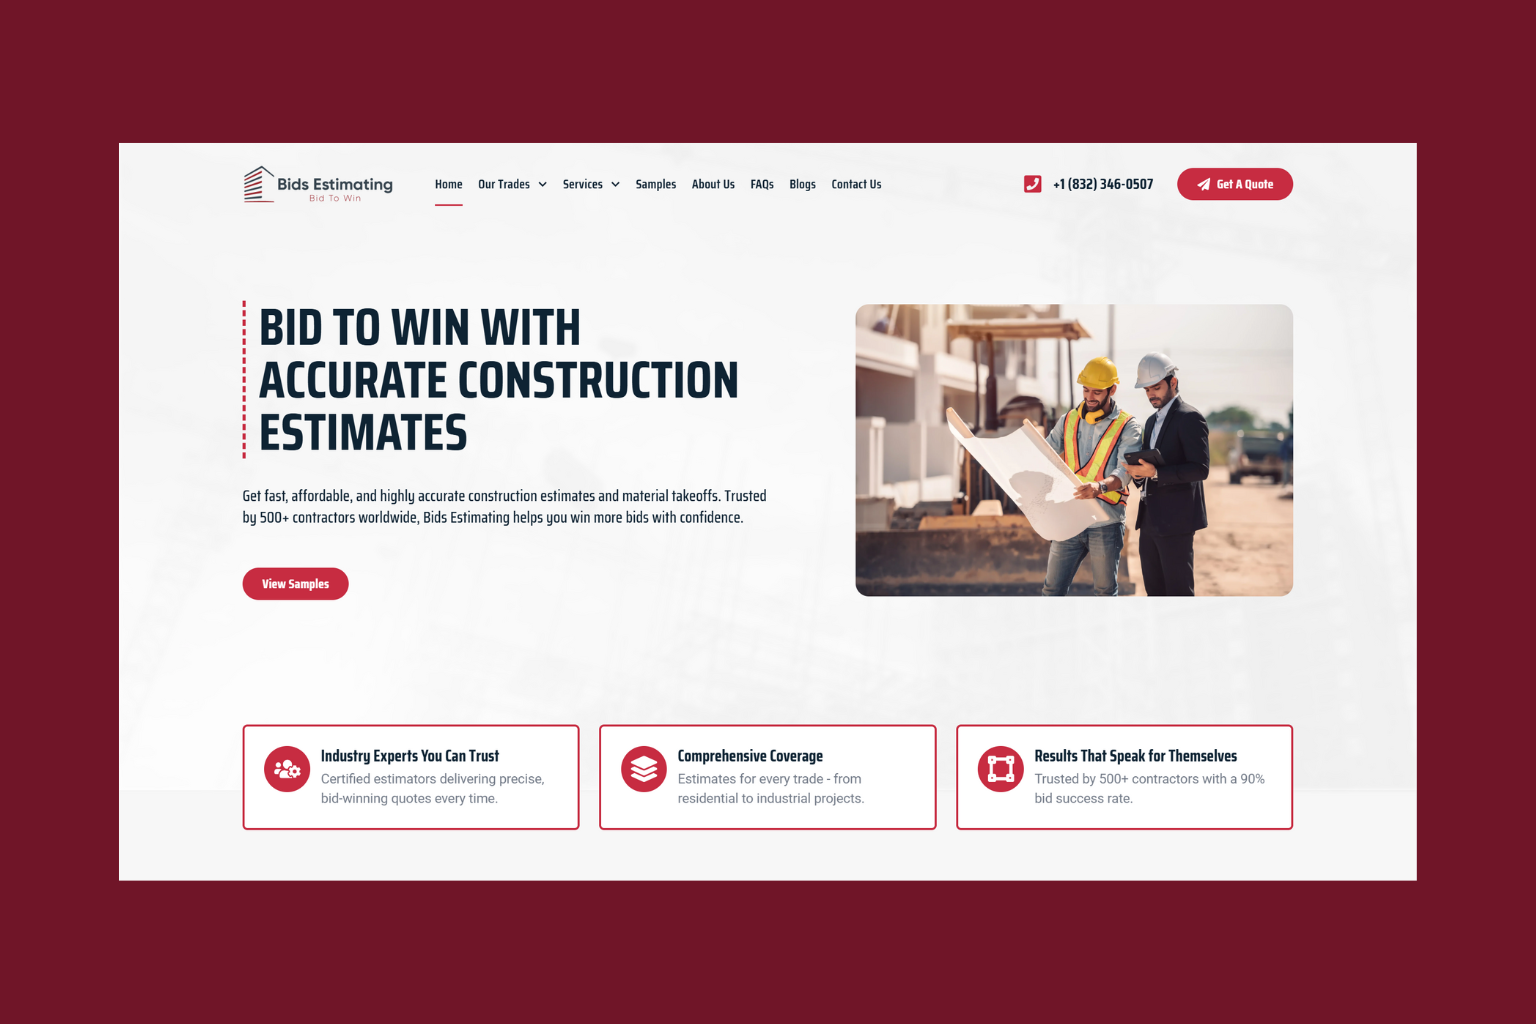 Bids Estimating
Bid To Win
Home
Our Trades
Services
Samples
About Us
FAQs
Blogs
Contact Us
+1 (832) 346-0507
Get A Quote
BID TO WIN WITH
ACCURATE CONSTRUCTION
ESTIMATES
Get fast, affordable, and highly accurate construction estimates and material takeoffs. Trusted
by 500+ contractors worldwide, Bids Estimating helps you win more bids with confidence.
View Samples
Industry Experts You Can Trust
Certified estimators delivering precise,
bid-winning quotes every time.
Comprehensive Coverage
Estimates for every trade - from
residential to industrial projects.
Results That Speak for Themselves
Trusted by 500+ contractors with a 90%
bid success rate.